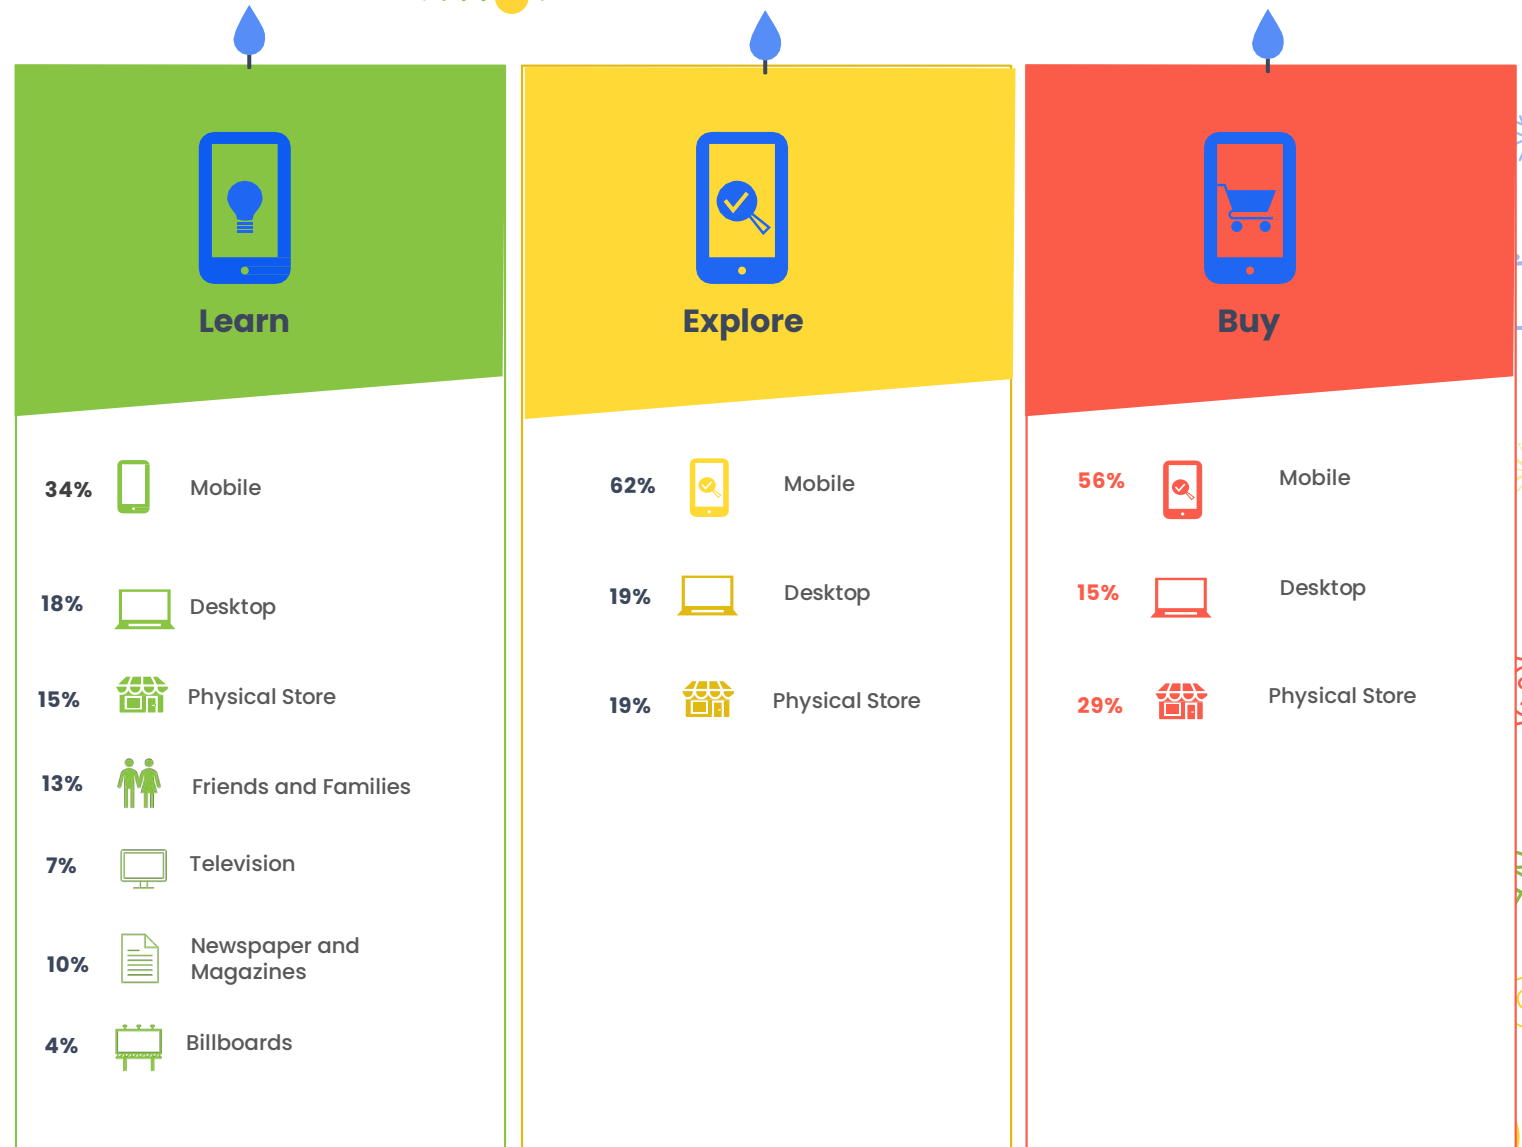 Learn
34% Mobile
18% Desktop
15% Physical Store
13% Friends and Families
7% Television
10% Newspaper and
Magazines
4% Billboards
Explore
62% Mobile
19% Desktop
19% Physical Store
Buy
56% Mobile
15% Desktop
29% Physical Store